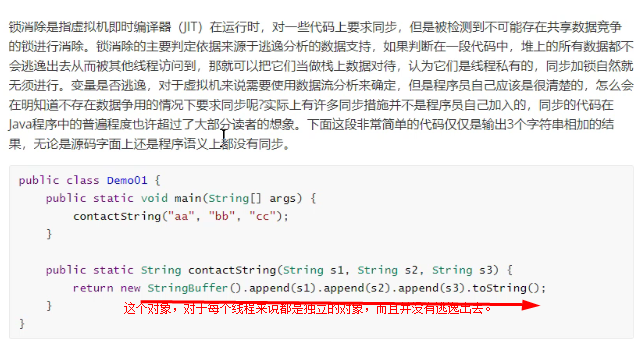 锁消除是指虚拟机即时编译器（JIT）在运行时，对一些代码上要求同步，但是被检测到不可能存在共享数据竞争
的锁进行消除。锁消除的主要判定依据来源于逃逸分析的数据支持，如果判断在一段代码中，堆上的所有数据都不
会逃逸出去从而被其他线程访问到，那就可以把它们当做栈上数据对待，认为它们是线程私有的，同步加锁自然就
无须进行。变量是否逃逸，对于虚拟机来说需要使用数据流分析来确定，但是程序员自己应该是很清楚的，怎么会
在明知道不存在数据争用的情况下要求同步呢?实际上有许多同步措施并不是程序员自己加入的，同步的代码在
Java程序中的普遍程度也许超过了大部分读者的想象。下面这段非常简单的代码仅仅是输出3个字符串相加的结
果，无论是源码字面上还是程序语义上都没有同步。
public class Demo01 {
public static void main(String[] args) {
contactString("aa", "bb", "cc");
}
public static String contactString(String s1, String s2, String s3) {
return new StringBuffer().append(s1).append(s2).append(s3).toString();
这个对象，对于每个线程来说都是独立的对象，而且并没有逃逸出去。
}
}